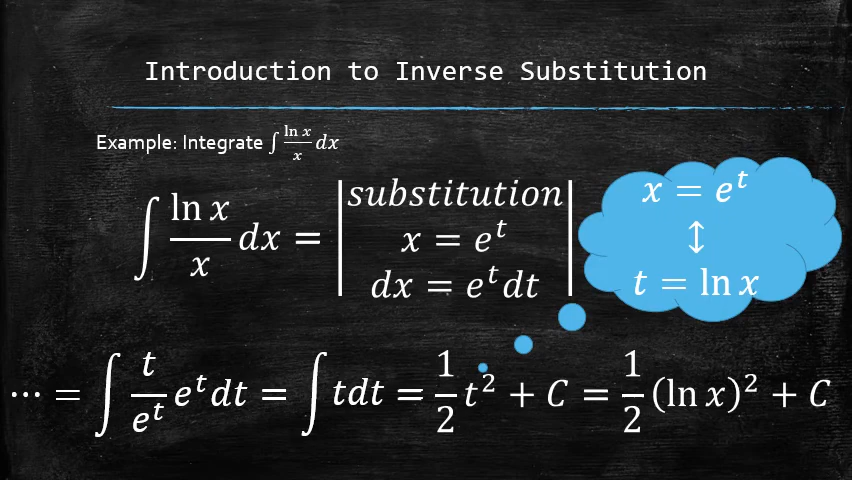 Introduction to Inverse Substitution
Example: Integrate ∫ ln x / x dx
∫ ln x / x dx = | substitution
x = e^t
dx = e^t dt |
x = e^t
↕
t = ln x
⋯ = ∫ t / e^t e^t dt = ∫ tdt = 1/2 t² + C = 1/2 (ln x)² + C